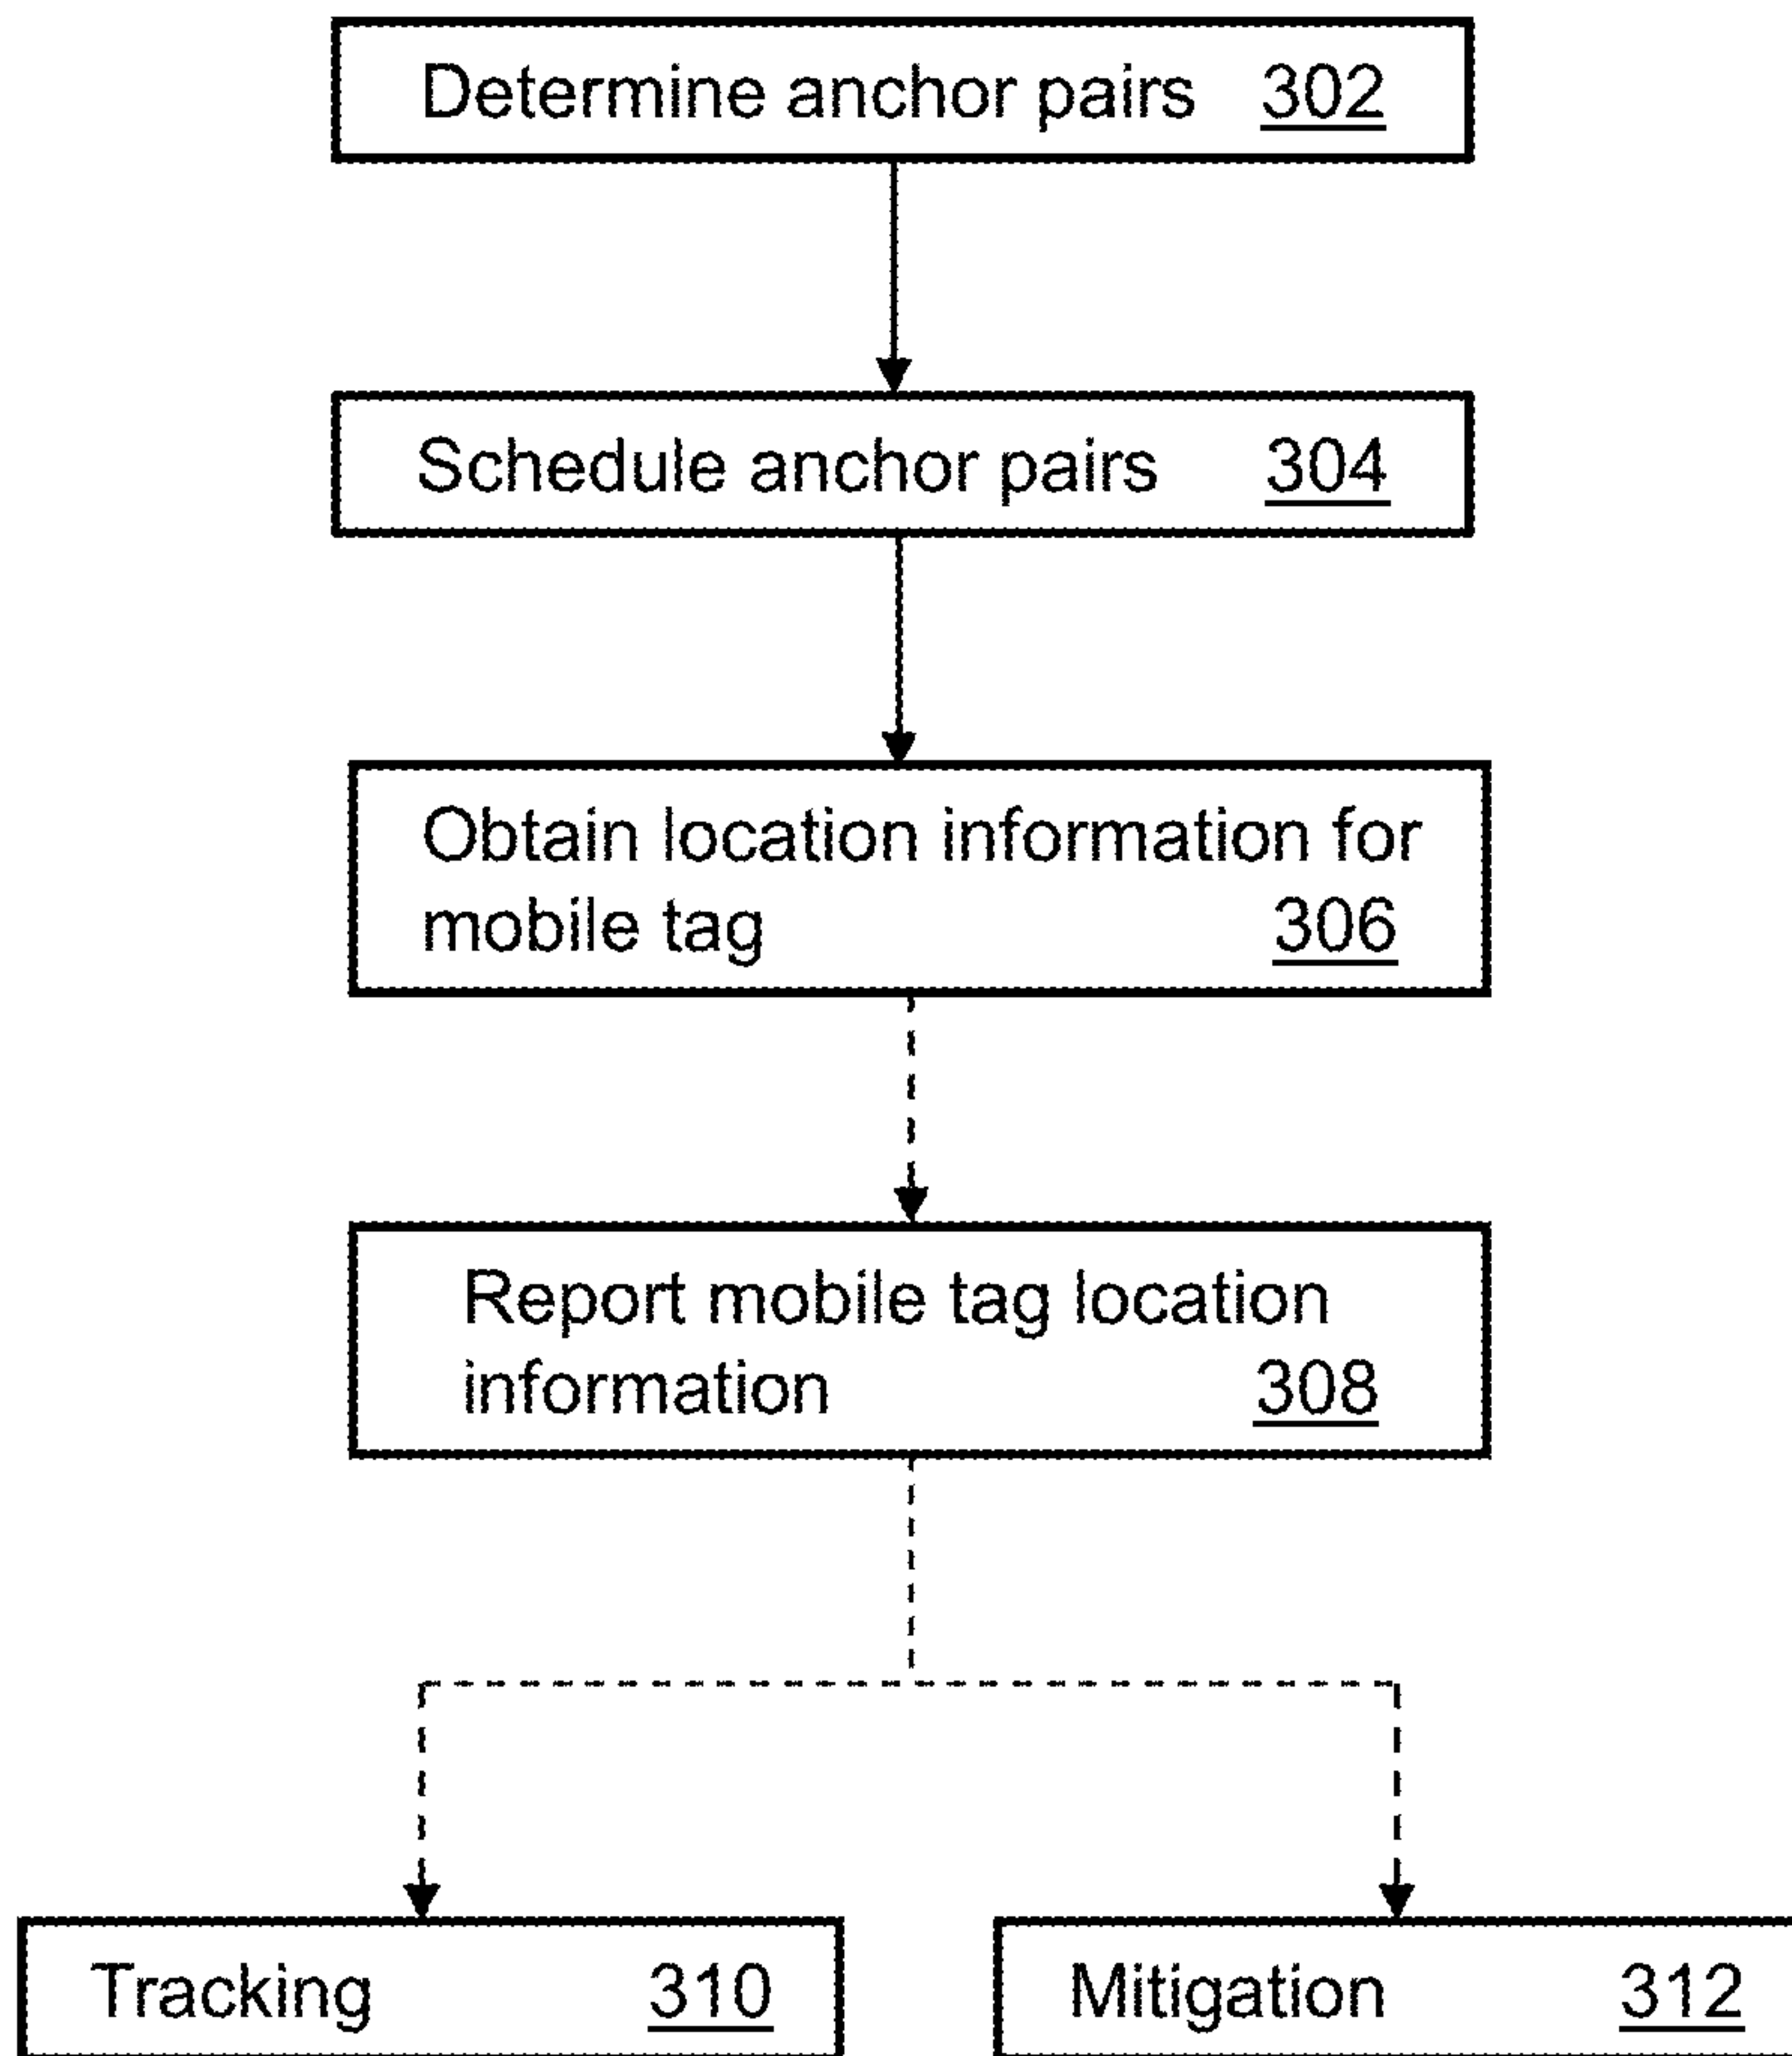 Determine anchor pairs 302
Schedule anchor pairs 304
Obtain location information for
mobile tag 306
Report mobile tag location
information 308
Tracking 310
Mitigation 312